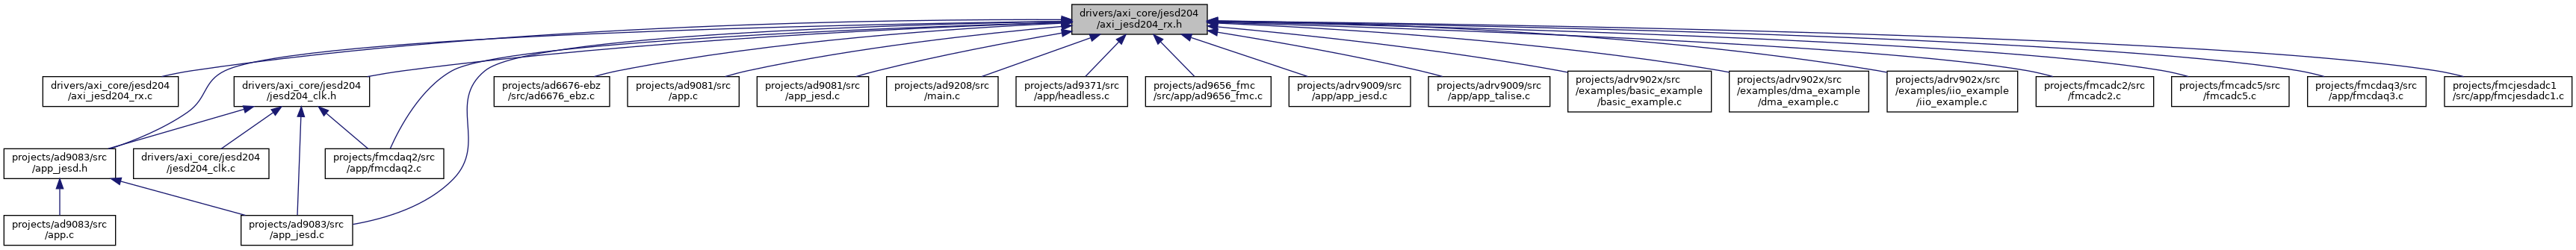 drivers/axi_core/jesd204
/axi_jesd204_rx.h
drivers/axi_core/jesd204
/axi_jesd204_rx.c
drivers/axi_core/jesd204
/jesd204_clk.h
projects/ad6676-ebz
/src/ad6676_ebz.c
projects/ad9081/src
/app.c
projects/ad9081/src
/app_jesd.c
projects/ad9208/src
/main.c
projects/ad9371/src
/app/headless.c
projects/ad9656_fmc
/src/app/ad9656_fmc.c
projects/adrv9009/src
/app/app_jesd.c
projects/adrv9009/src
/app/app_talise.c
projects/adrv902x/src
/examples/basic_example
/basic_example.c
projects/adrv902x/src
/examples/dma_example
/dma_example.c
projects/adrv902x/src
/examples/iio_example
/iio_example.c
projects/fmcadc2/src
/fmcadc2.c
projects/fmcadc5/src
/fmcadc5.c
projects/fmcdaq3/src
/app/fmcdaq3.c
projects/fmcjesdadc1
/src/app/fmcjesdadc1.c
projects/ad9083/src
/app_jesd.h
drivers/axi_core/jesd204
/jesd204_clk.c
projects/fmcdaq2/src
/app/fmcdaq2.c
projects/ad9083/src
/app.c
projects/ad9083/src
/app_jesd.c